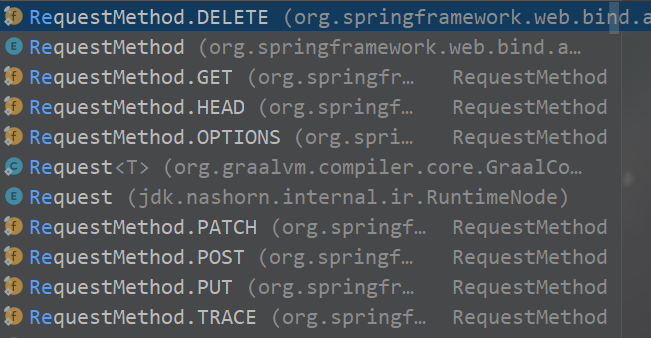 RequestMethod.DELETE (org.springframework.web.bind.a
E RequestMethod (org.springframework.web.bind.a…
f RequestMethod.GET (org.springfr… RequestMethod
f RequestMethod.HEAD (org.springf… RequestMethod
f RequestMethod.OPTIONS (org.spri… RequestMethod
C Request<T> (org.graalvm.compiler.core.GraalCo…
E Request (jdk.nashorn.internal.ir.RuntimeNode)
f RequestMethod.PATCH (org.springf… RequestMethod
f RequestMethod.POST (org.springf… RequestMethod
f RequestMethod.PUT (org.springfr… RequestMethod
f RequestMethod.TRACE (org.springf… RequestMethod